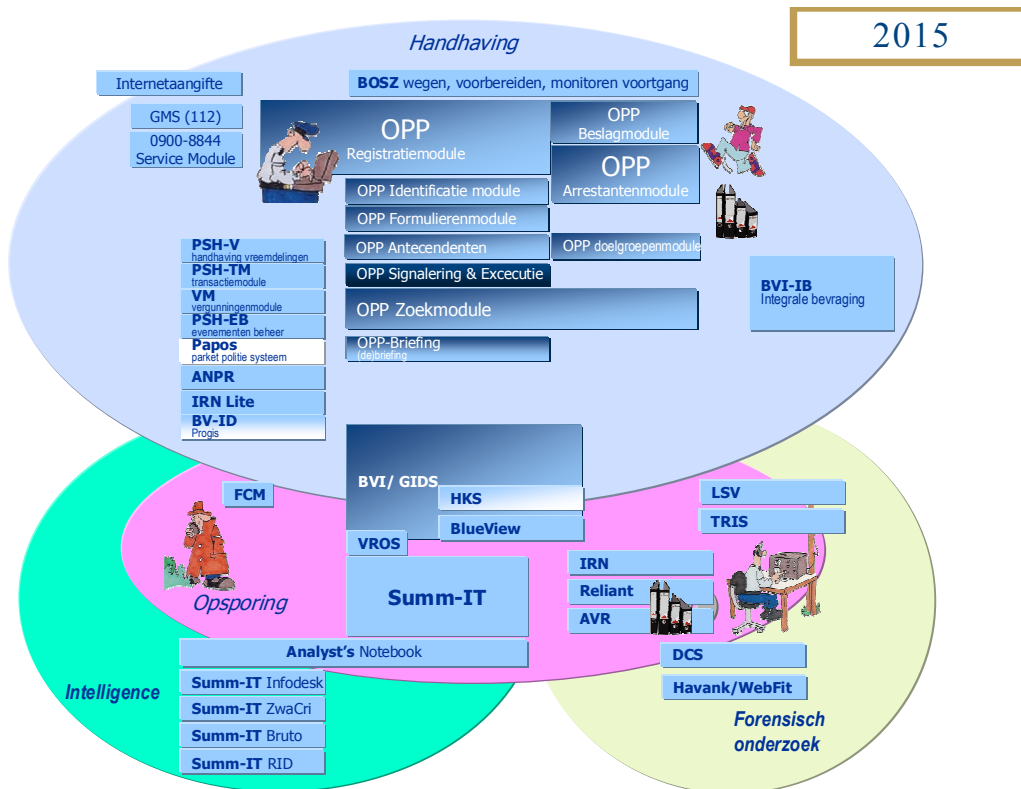 2015
Handhaving
Internetaangifte
BOSZ wegen, voorbereiden, monitoren voortgang
GMS (112)
0900-8844
Service Module
OPP
Registratiemodule
OPP
Beslagmodule
OPP
Arrestantenmodule
OPP Identificatie module
OPP Formulierenmodule
OPP Antecendenten
OPP doelgroepenmodule
OPP Signalering & Excecutie
OPP Zoekmodule
OPP-Briefing
(de)briefing
PSH-V
handhaving vreemdelingen
PSH-TM
transactiemodule
VM
vergunningenmodule
PSH-EB
evenementen beheer
Papos
parket politie systeem
ANPR
IRN Lite
BV-ID
Progis
BVI-IB
Integrale bevraging
BVI/ GIDS
HKS
BlueView
VROS
FCM
LSV
TRIS
IRN
Reliant
AVR
Opsporing
Summ-IT
Analyst’s Notebook
DCS
Havank/WebFit
Intelligence
Summ-IT Infodesk
Summ-IT ZwaCri
Summ-IT Bruto
Summ-IT RID
Forensisch
onderzoek